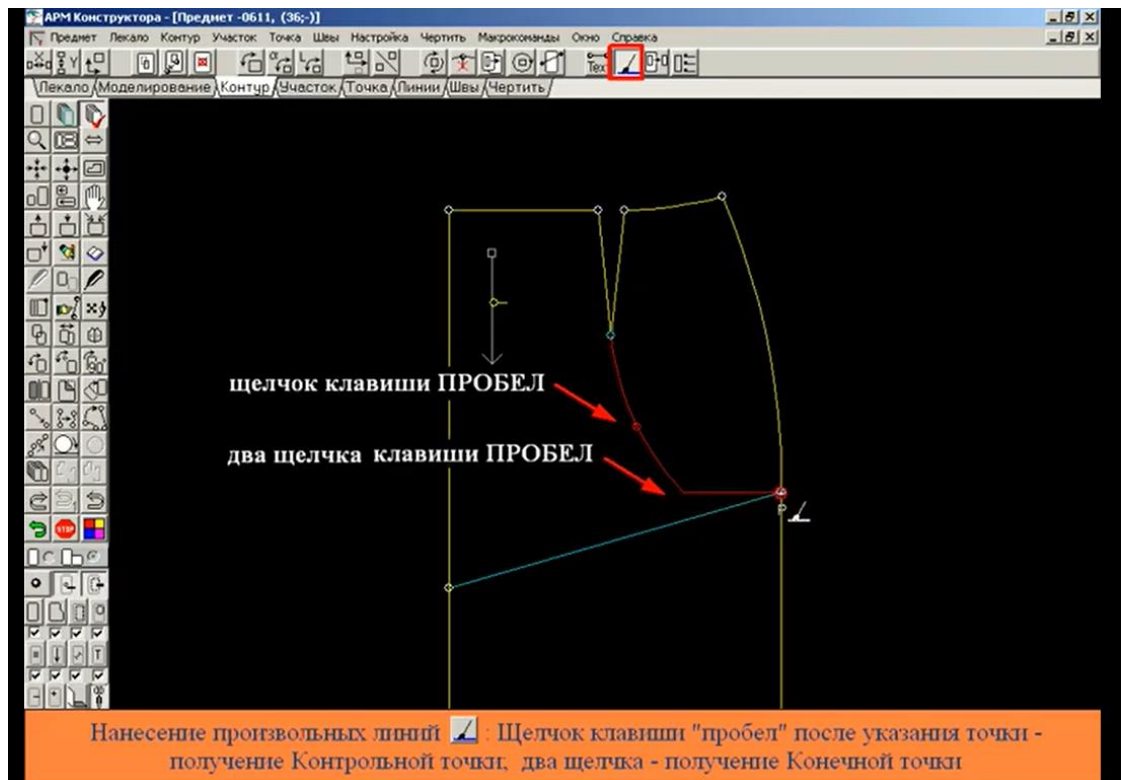 АРМ Конструктора - [Предмет -0611, (36;-)]
Предмет Лекало Контур Участок Точка Швы Настройка Чертить Макрокоманды Окно Справка
Tex
Лекало Моделирование Контур Участок Точка Линии Швы Чертить
щелчок клавиши ПРОБЕЛ
два щелчка клавиши ПРОБЕЛ
P
STOP
Нанесение произвольных линий : Щелчок клавиши "пробел" после указания точки -
получение Контрольной точки; два щелчка - получение Конечной точки